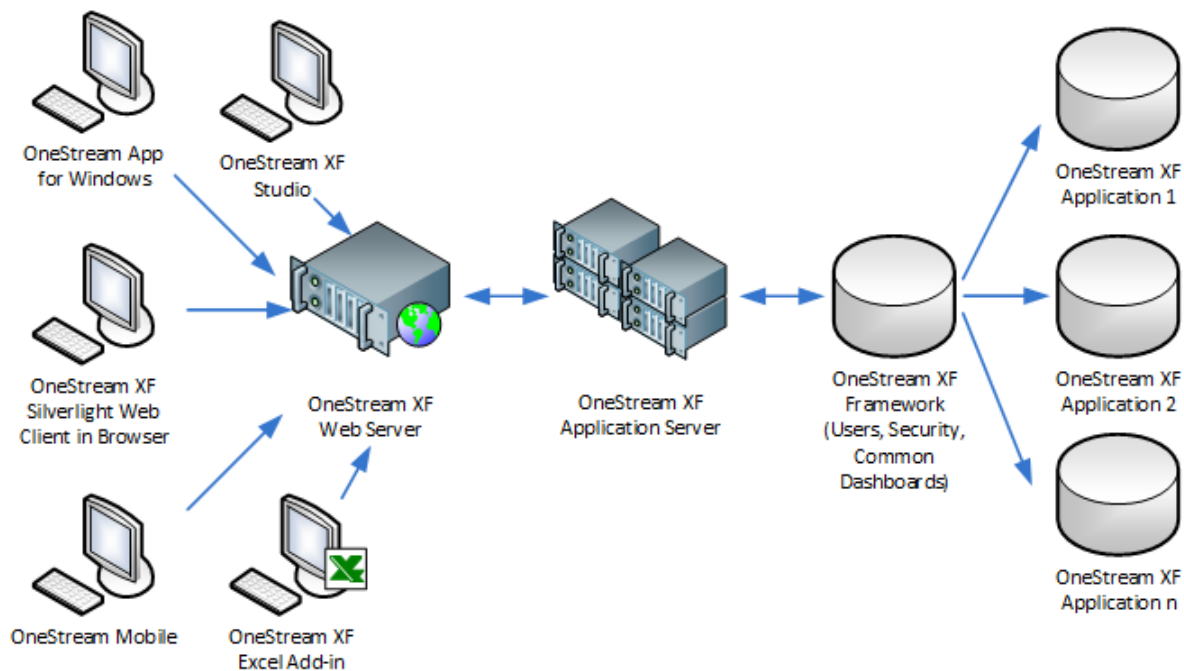 OneStream App
for Windows
OneStream XF
Studio
OneStream XF
Silverlight Web
Client in Browser
OneStream Mobile
OneStream XF
Excel Add-in
OneStream XF
Web Server
OneStream XF
Application Server
OneStream XF
Framework
(Users, Security,
Common
Dashboards)
OneStream XF
Application 1
OneStream XF
Application 2
OneStream XF
Application n